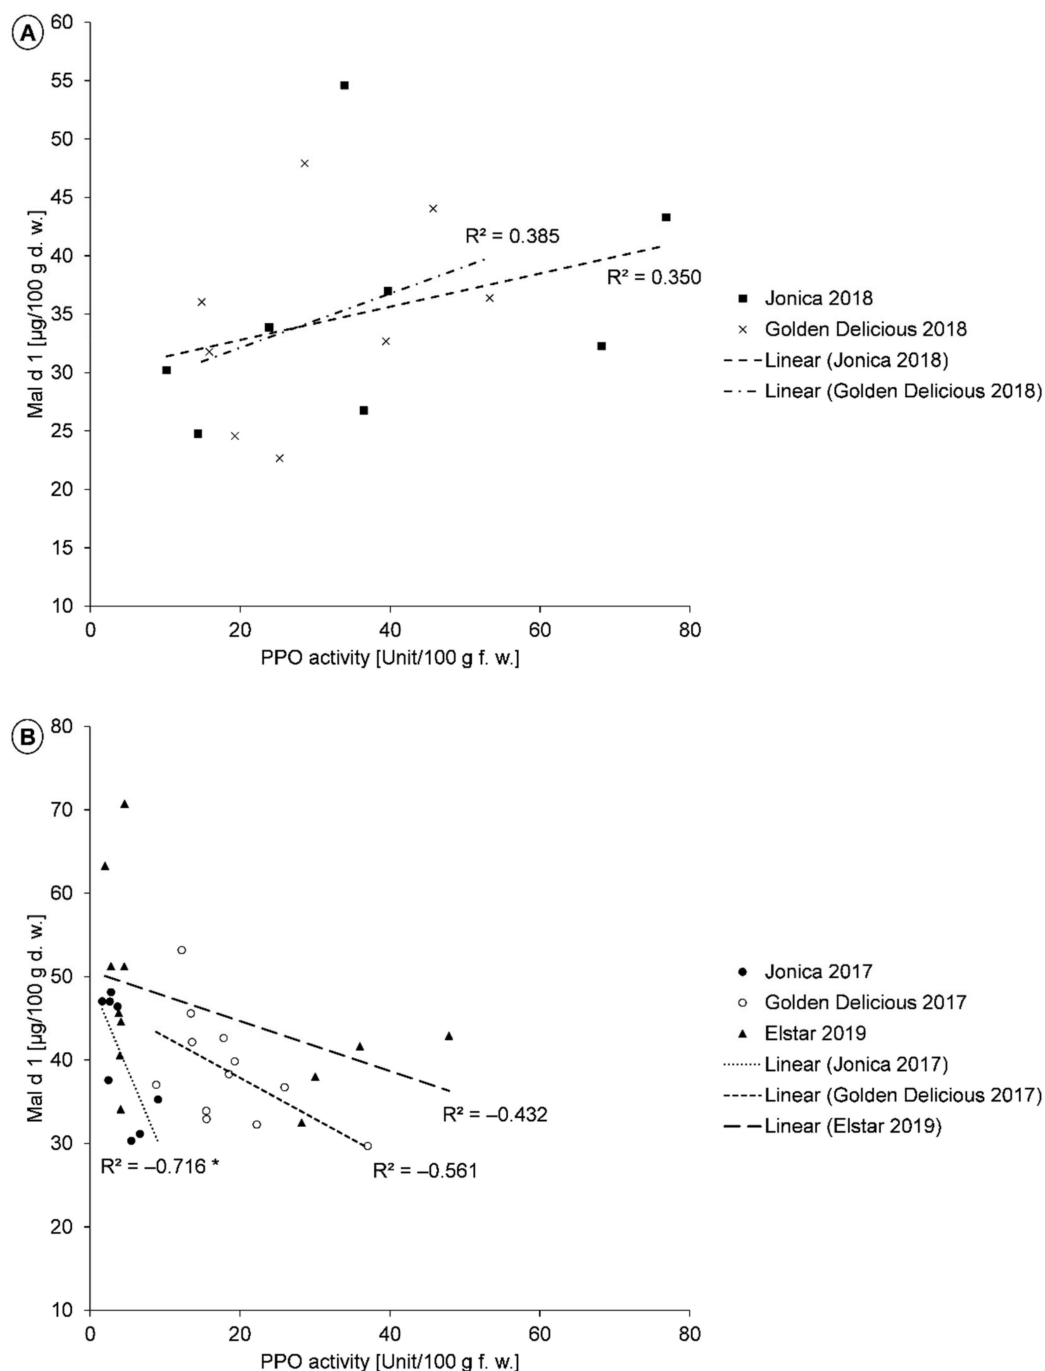 A
60
55
50
45
40
35
30
25
20
15
10
Mal d 1 [µg/100 g d. w.]
R² = 0.385
R² = 0.350
0 20 40 60 80
PPO activity [Unit/100 g f. w.]
Jonica 2018
Golden Delicious 2018
Linear (Jonica 2018)
Linear (Golden Delicious 2018)
B
80
70
60
50
40
30
20
10
Mal d 1 [µg/100 g d. w.]
R² = –0.432
R² = –0.716 *
R² = –0.561
0 20 40 60 80
PPO activity [Unit/100 g f. w.]
Jonica 2017
Golden Delicious 2017
Elstar 2019
Linear (Jonica 2017)
Linear (Golden Delicious 2017)
Linear (Elstar 2019)